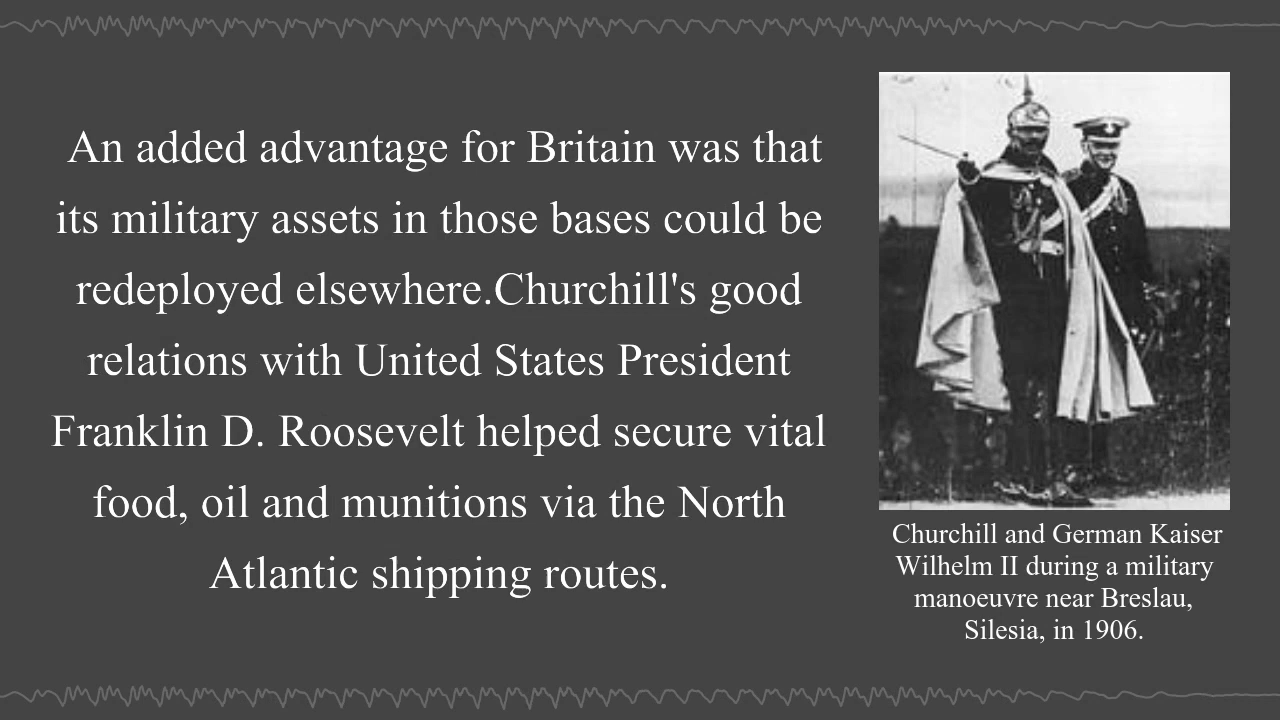 An added advantage for Britain was that
its military assets in those bases could be
redeployed elsewhere.Churchill's good
relations with United States President
Franklin D. Roosevelt helped secure vital
food, oil and munitions via the North
Atlantic shipping routes.
Churchill and German Kaiser
Wilhelm II during a military
manoeuvre near Breslau,
Silesia, in 1906.